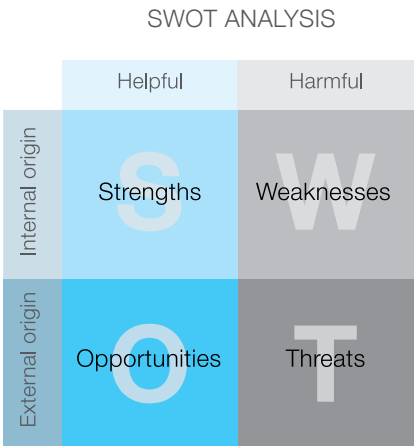 SWOT ANALYSIS
Helpful
Harmful
Internal origin
S
Strengths
W
Weaknesses
External origin
O
Opportunities
T
Threats